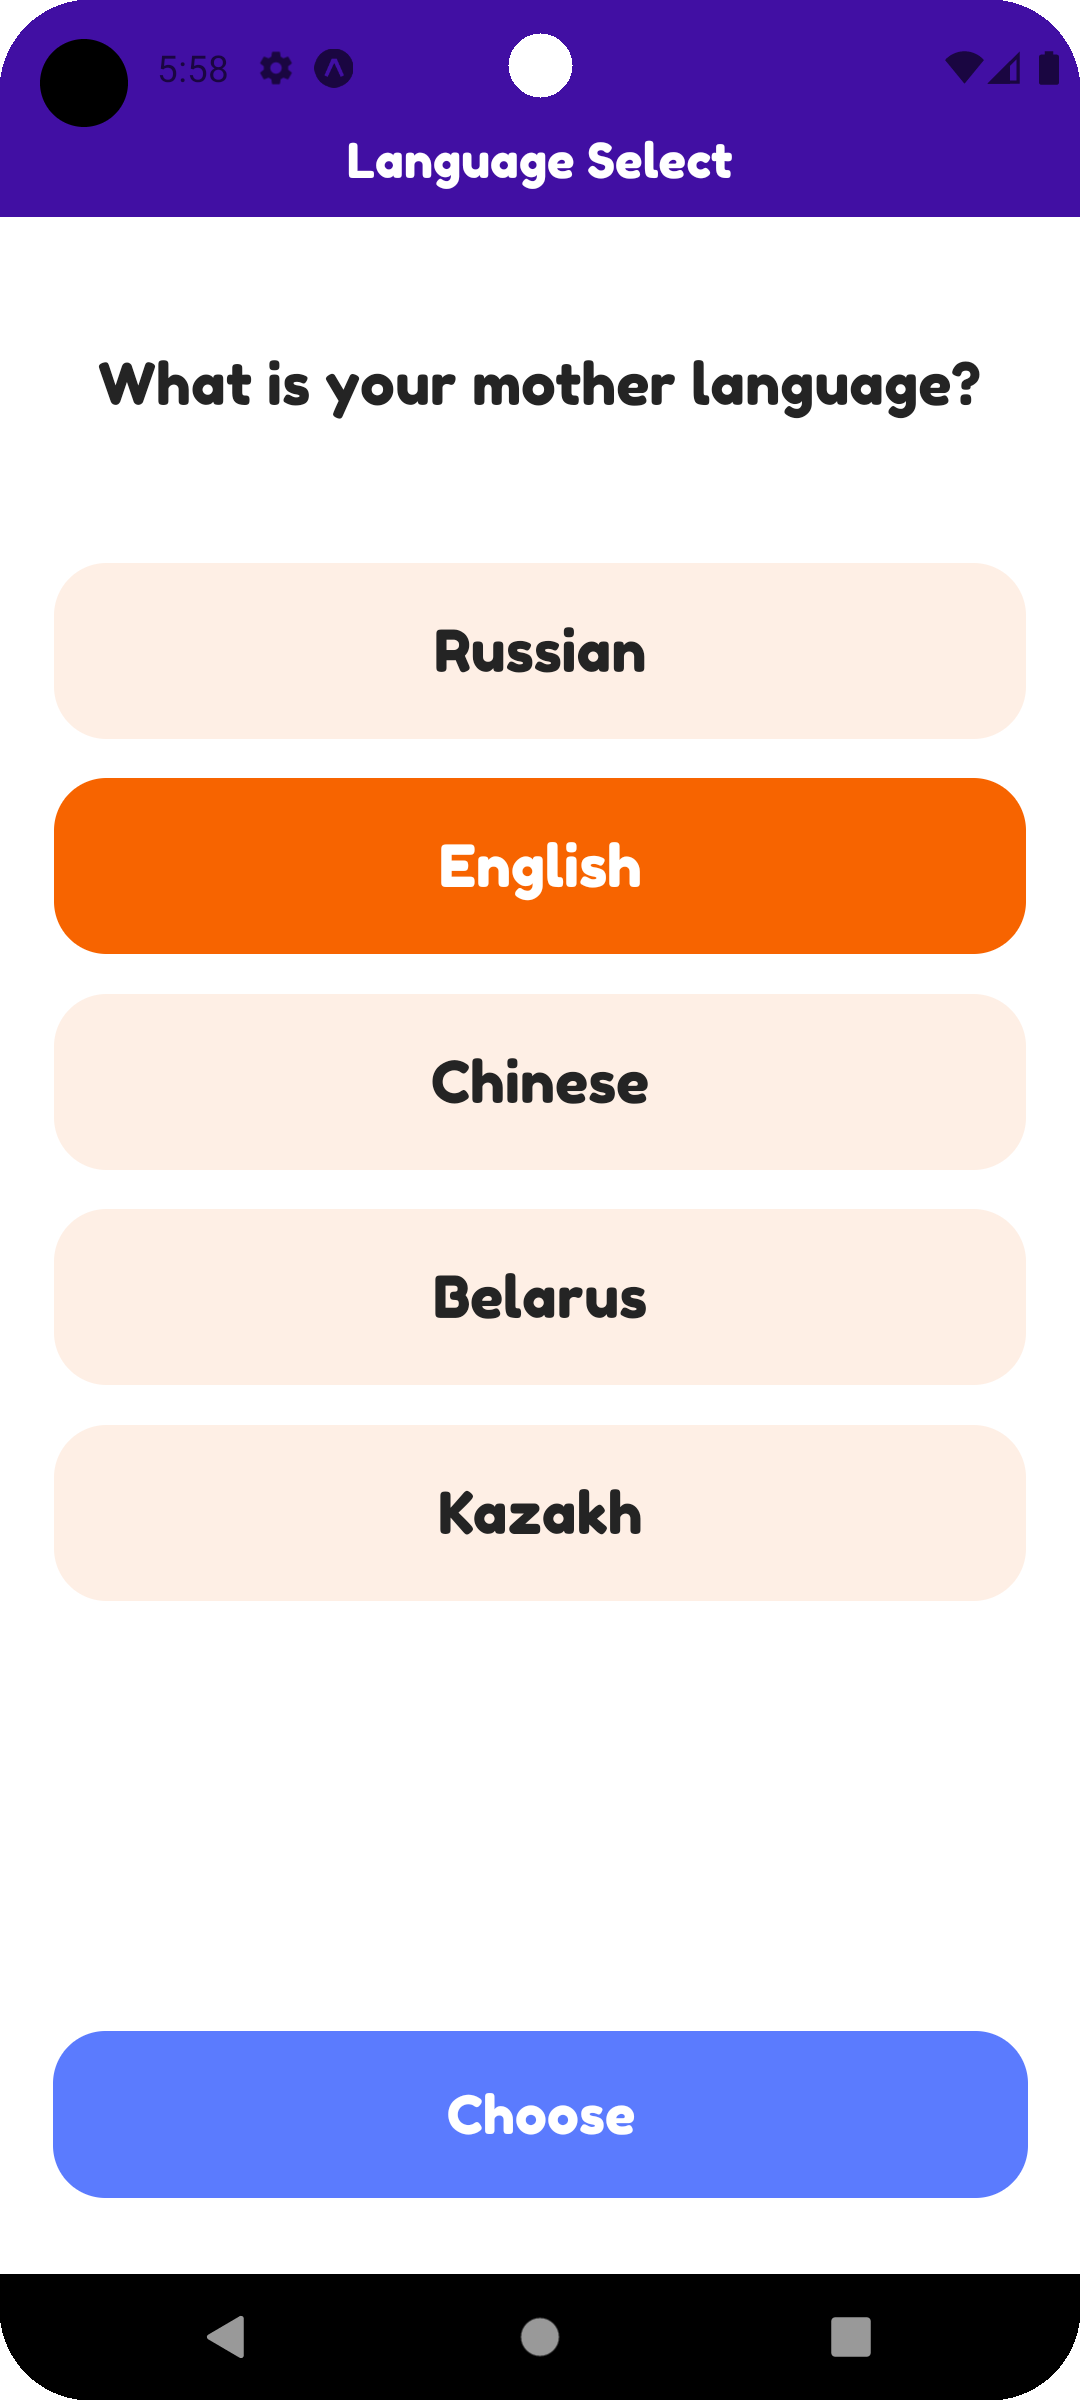 5:58
Language Select
What is your mother language?
Russian
English
Chinese
Belarus
Kazakh
Choose